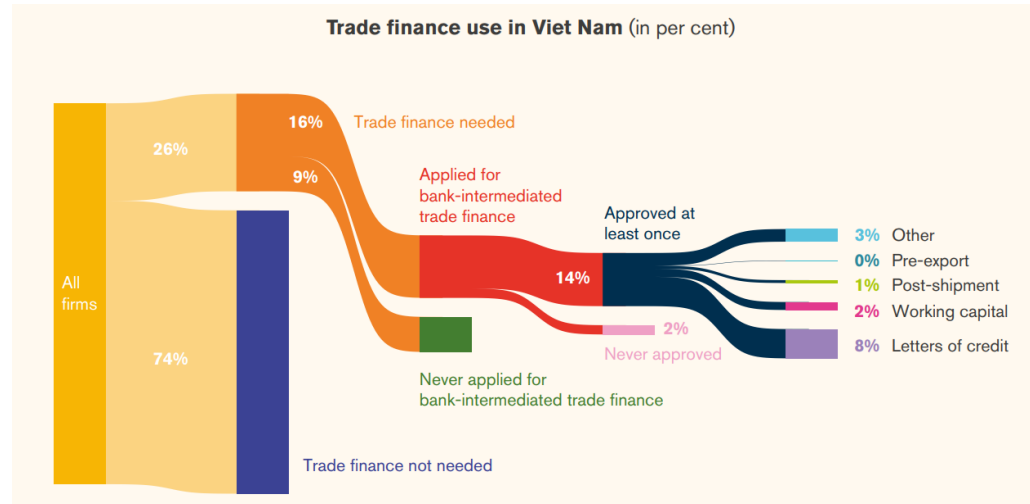 Trade finance use in Viet Nam (in per cent)
All
firms
26%
74%
16%
9%
Trade finance needed
Trade finance not needed
Applied for
bank-intermediated
trade finance
Never applied for
bank-intermediated trade finance
14%
2%
Never approved
Approved at
least once
3% Other
0% Pre-export
1% Post-shipment
2% Working capital
8% Letters of credit